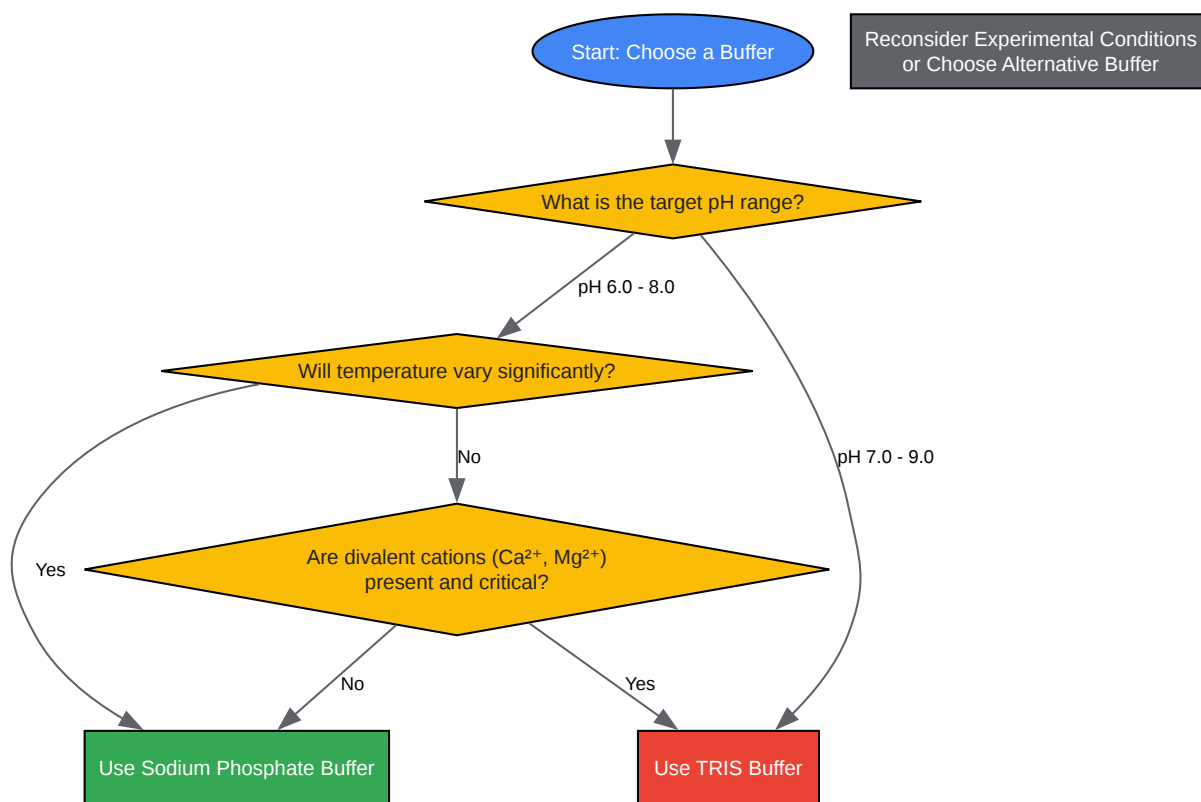 Start: Choose a Buffer
Reconsider Experimental Conditions
or Choose Alternative Buffer
What is the target pH range?
pH 6.0 - 8.0
Will temperature vary significantly?
No
pH 7.0 - 9.0
Are divalent cations (Ca²⁺, Mg²⁺)
present and critical?
Yes
No
Yes
Use Sodium Phosphate Buffer
Use TRIS Buffer